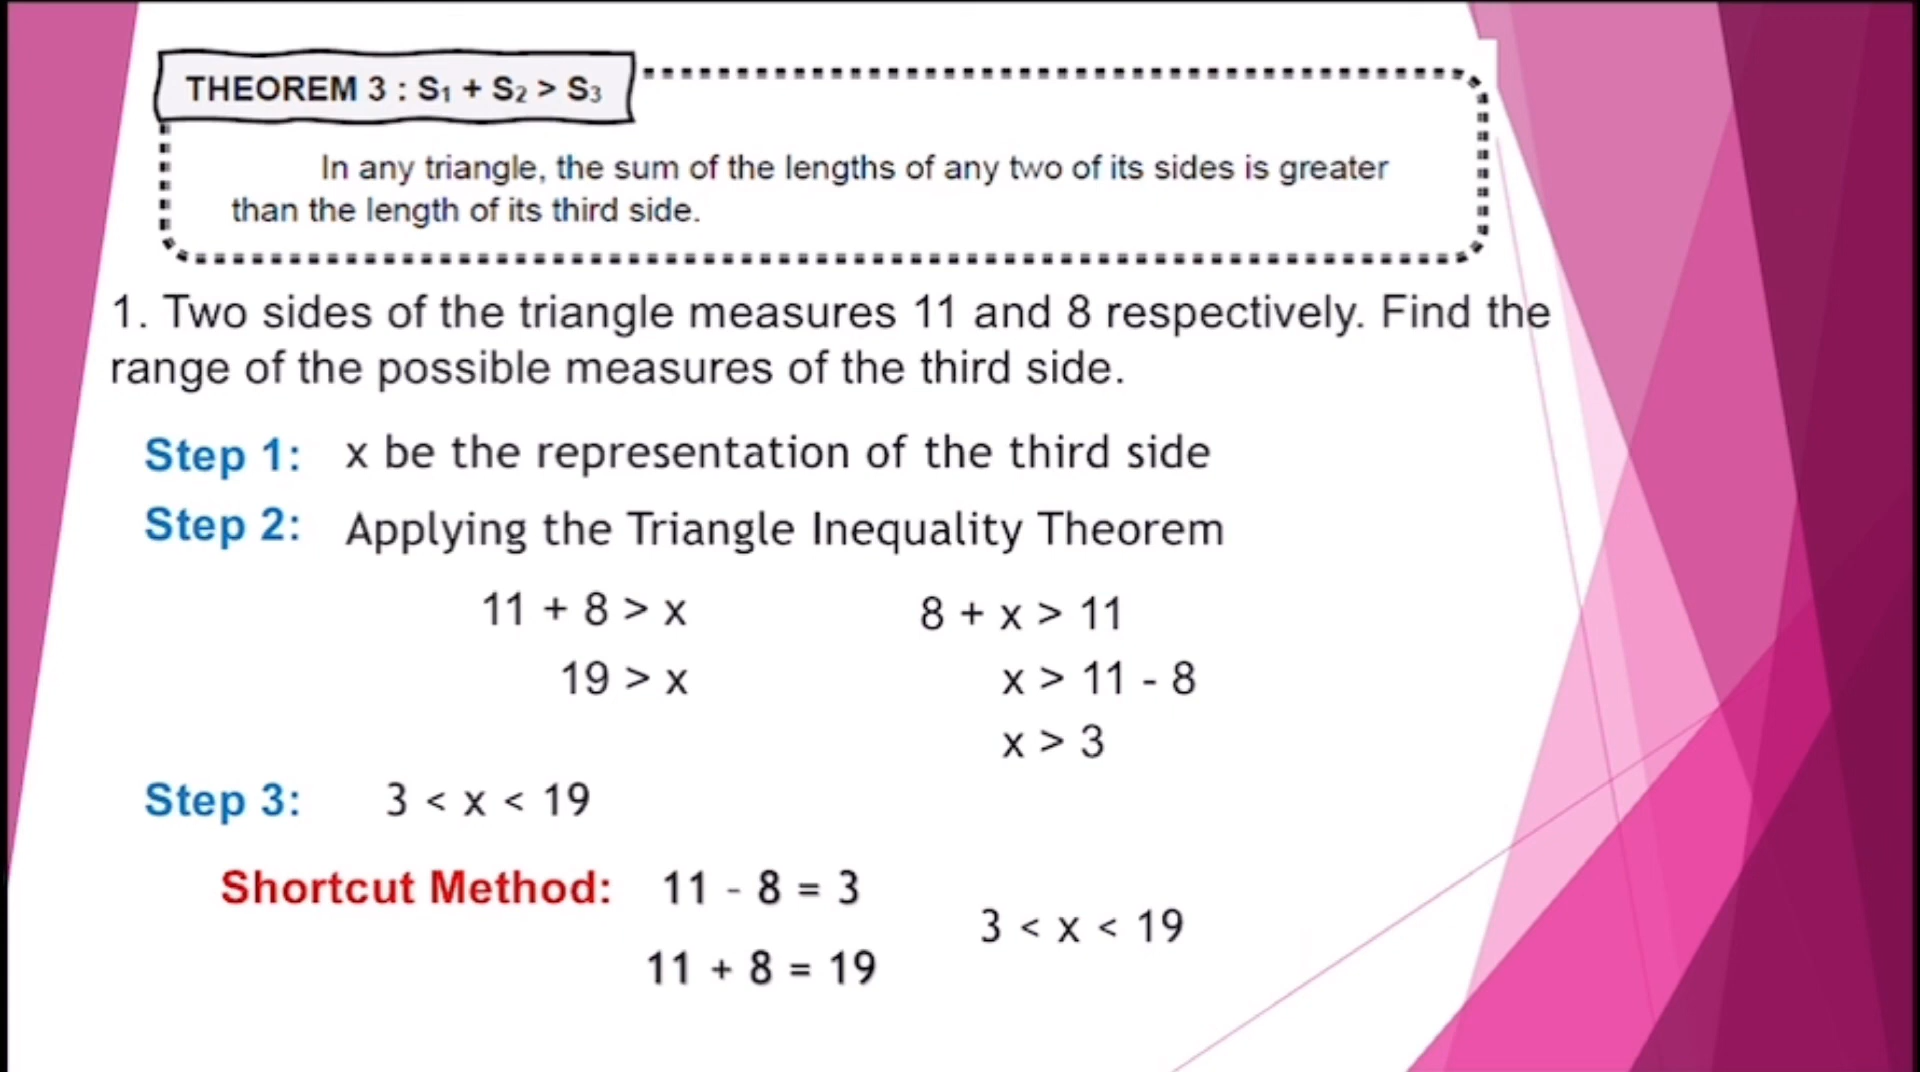 THEOREM 3 : S₁ + S₂ > S₃
In any triangle, the sum of the lengths of any two of its sides is greater
than the length of its third side.
1. Two sides of the triangle measures 11 and 8 respectively. Find the
range of the possible measures of the third side.
Step 1: x be the representation of the third side
Step 2: Applying the Triangle Inequality Theorem
11 + 8 > x
19 > x
8 + x > 11
x > 11 - 8
x > 3
Step 3: 3 < x < 19
Shortcut Method: 11 - 8 = 3
11 + 8 = 19
3 < x < 19